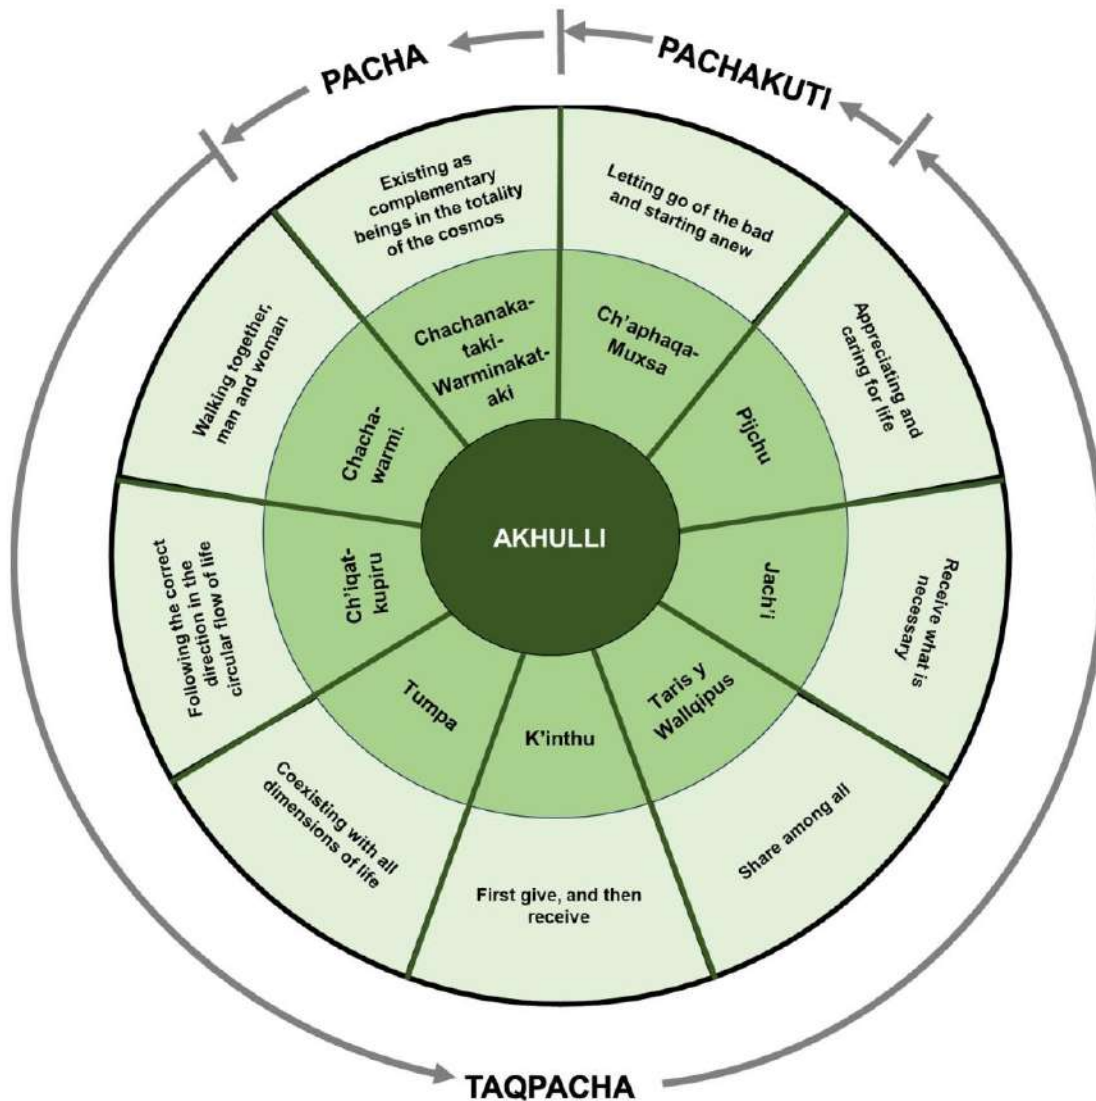 PACHA
PACHAKUTI
Existing as
complementary
beings in the totality
of the cosmos
Letting go of the bad
and starting anew
Walking together,
man and woman
Appreciating and
caring for life
Chachanaka-
taki-
Warminakat-
aki
Ch'aphaqa-
Muxsa
Chacha-
warmi.
Pijchu
AKHULLI
Following the correct
direction in the
circular flow of life
Ch'iqat-
kupiru
Jach'i
Receive what is
necessary
Tumpa
K'inthu
Taris y
Wallqipus
Coexisting with all
dimensions of life
First give, and then
receive
Share among all
TAQPACHA